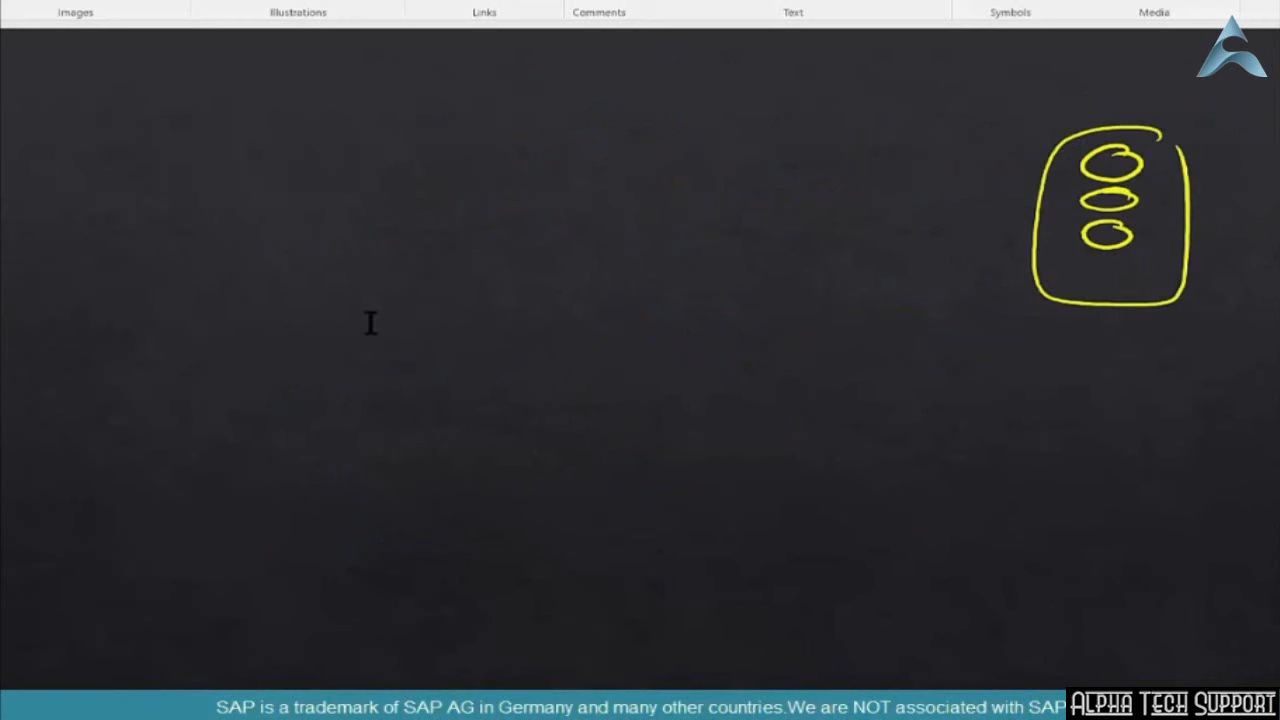 Images Illustrations Links Comments Text Symbols Media
SAP is a trademark of SAP AG in Germany and many other countries.We are NOT associated with SAP
ALPHA TECH SUPPORT